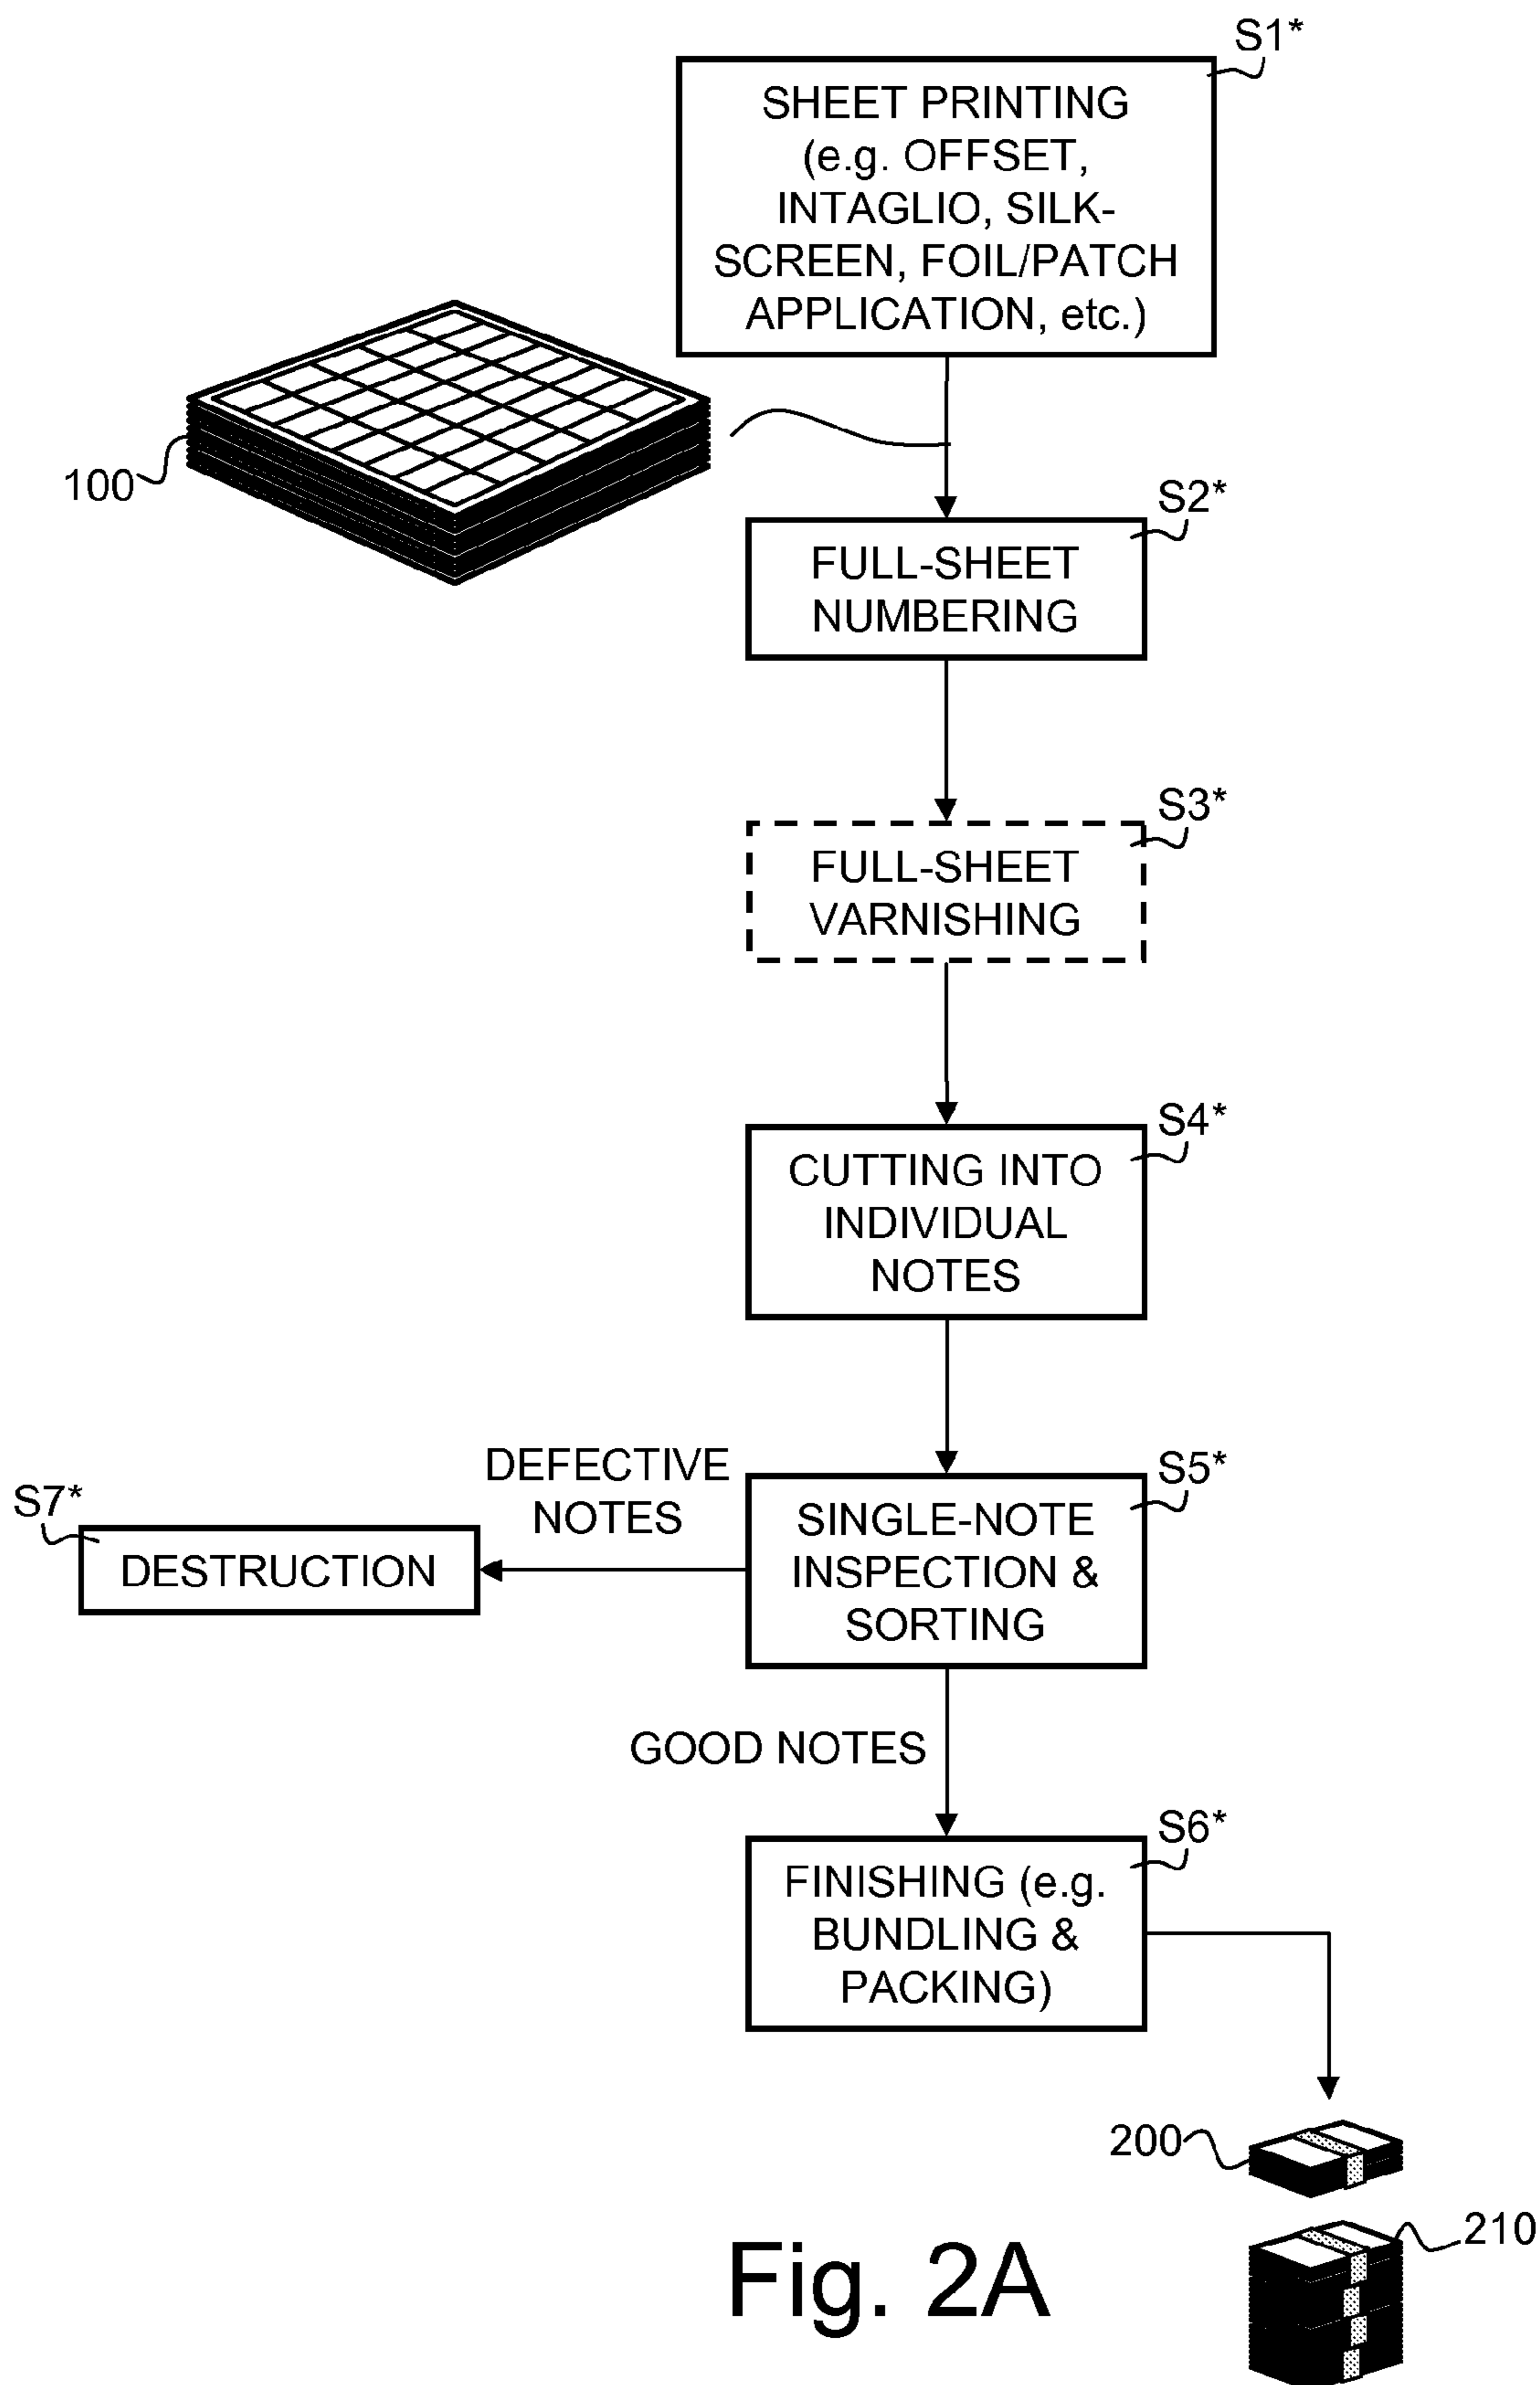 S1*
SHEET PRINTING
(e.g. OFFSET,
INTAGLIO, SILK-
SCREEN, FOIL/PATCH
APPLICATION, etc.)
100
S2*
FULL-SHEET
NUMBERING
S3*
FULL-SHEET
VARNISHING
S4*
CUTTING INTO
INDIVIDUAL
NOTES
S7*
DESTRUCTION
DEFECTIVE
NOTES
S5*
SINGLE-NOTE
INSPECTION &
SORTING
GOOD NOTES
S6*
FINISHING (e.g.
BUNDLING &
PACKING)
200
210
Fig. 2A